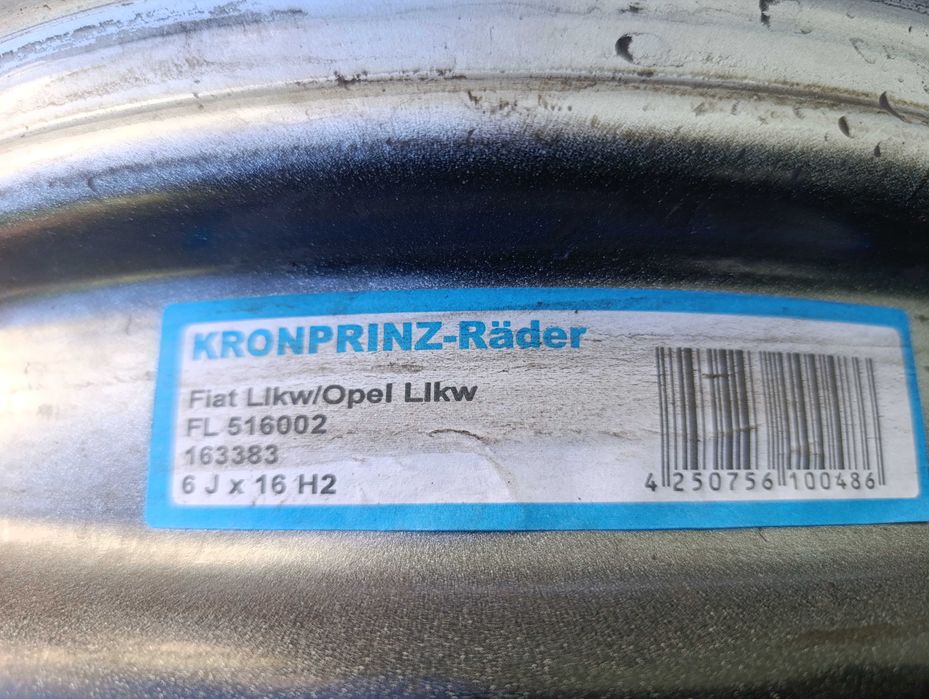 KRONPRINZ-Räder
Fiat Llkw/Opel Llkw
FL 516002
163383
6 J x 16 H2
4 250756 100486